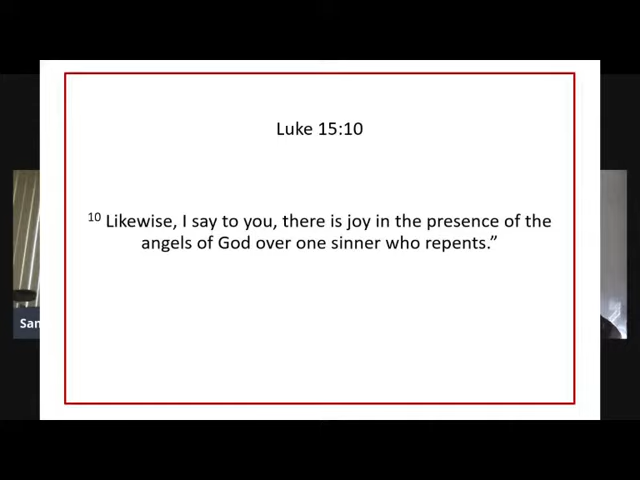 Luke 15:10
10 Likewise, I say to you, there is joy in the presence of the
angels of God over one sinner who repents.”
San